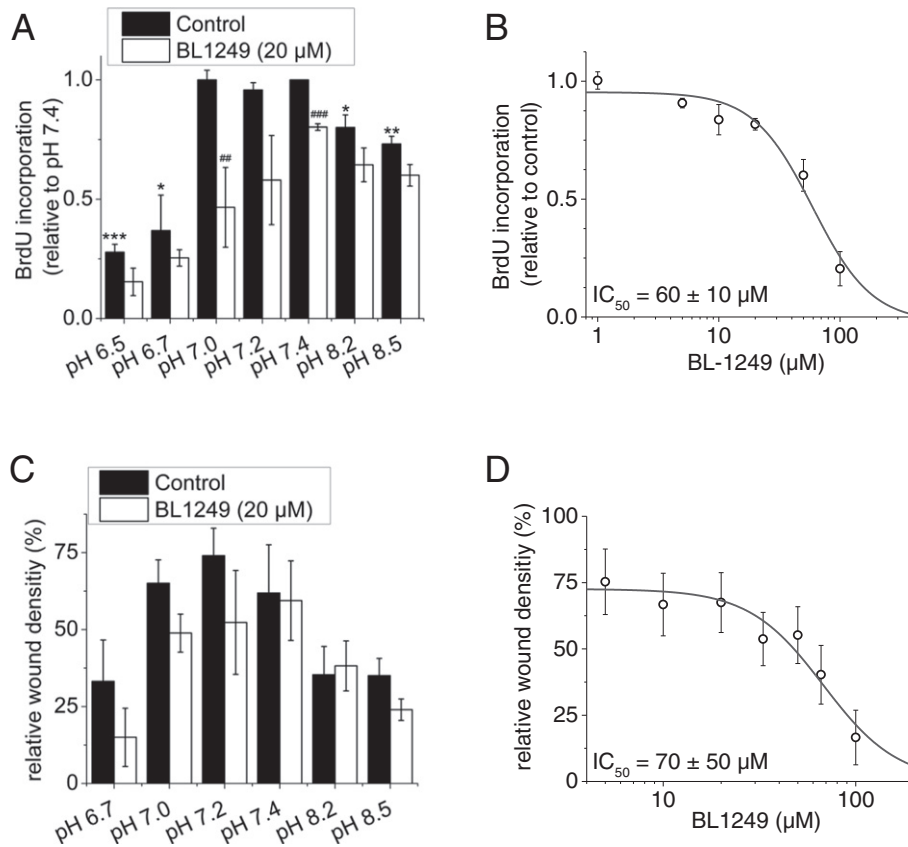 A
Control
BL1249 (20 µM)
BrdU incorporation
(relative to pH 7.4)
1.0
0.5
0.0
***
*
##
###
*
**
pH 6.5
pH 6.7
pH 7.0
pH 7.2
pH 7.4
pH 8.2
pH 8.5
B
BrdU incorporation
(relative to control)
1.0
0.5
0.0
IC50 = 60 ± 10 µM
1
10
100
BL-1249 (µM)
C
Control
BL1249 (20 µM)
relative wound densitiy (%)
75
50
25
0
pH 6.7
pH 7.0
pH 7.2
pH 7.4
pH 8.2
pH 8.5
D
relative wound densitiy (%)
100
75
50
25
0
IC50 = 70 ± 50 µM
10
100
BL1249 (µM)